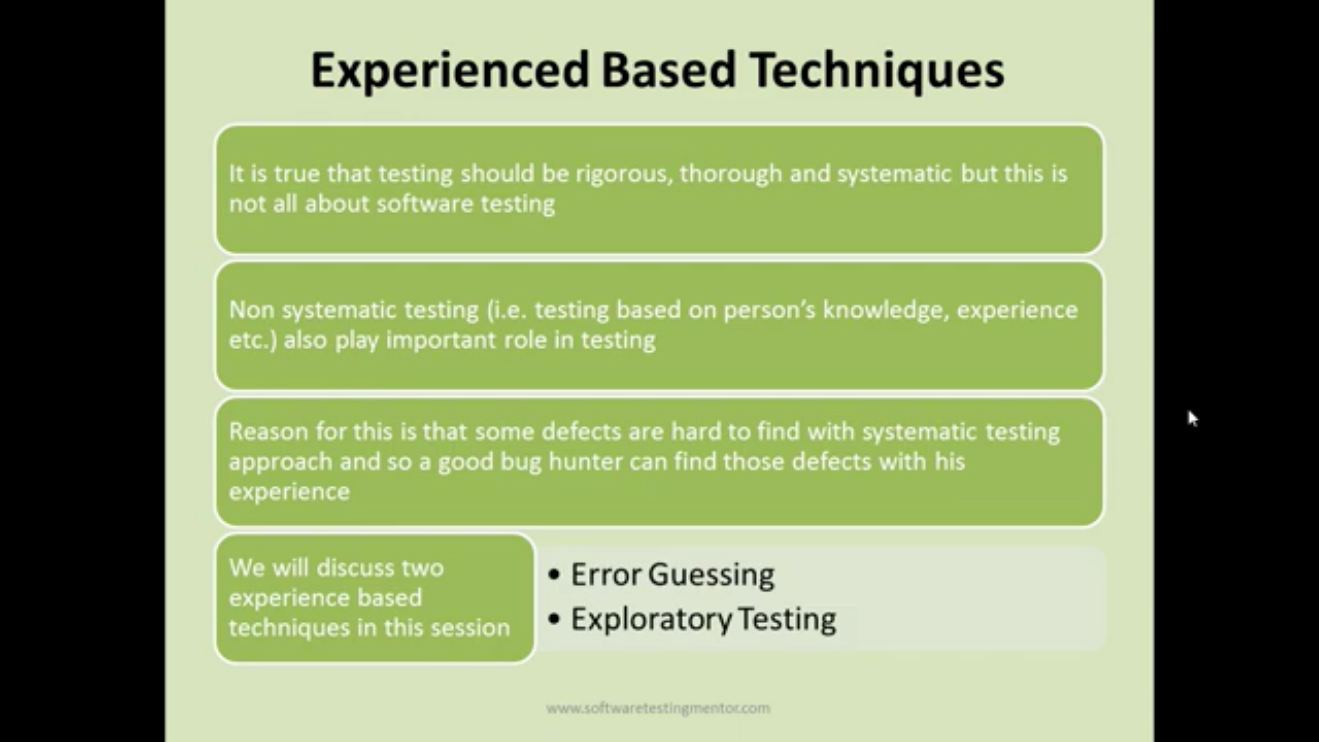 Experienced Based Techniques
It is true that testing should be rigorous, thorough and systematic but this is
not all about software testing
Non systematic testing (i.e. testing based on person’s knowledge, experience
etc.) also play important role in testing
Reason for this is that some defects are hard to find with systematic testing
approach and so a good bug hunter can find those defects with his
experience
We will discuss two
experience based
techniques in this session
• Error Guessing
• Exploratory Testing
www.softwaretestingmentor.com